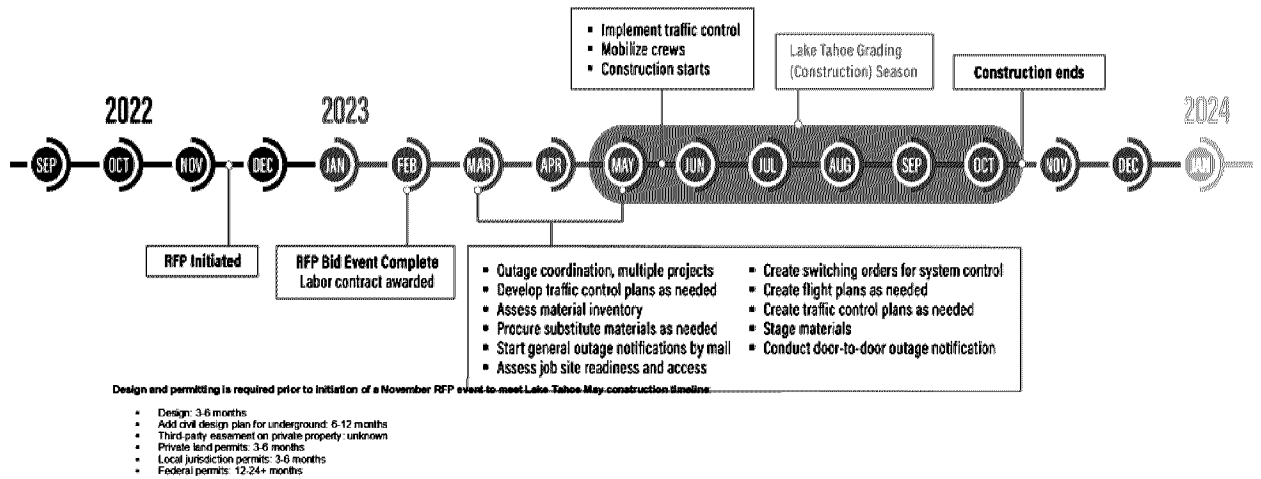 ▪ Implement traffic control
▪ Mobilize crews
▪ Construction starts
Lake Tahoe Grading
(Construction) Season
Construction ends
2022
2023
2024
SEP
OCT
NOV
DEC
JAN
FEB
MAR
APR
MAY
JUN
JUL
AUG
SEP
OCT
NOV
DEC
JAN
RFP Initiated
RFP Bid Event Complete
Labor contract awarded
▪ Outage coordination, multiple projects
▪ Develop traffic control plans as needed
▪ Assess material inventory
▪ Procure substitute materials as needed
▪ Start general outage notifications by mail
▪ Assess job site readiness and access
▪ Create switching orders for system control
▪ Create flight plans as needed
▪ Create traffic control plans as needed
▪ Stage materials
▪ Conduct door-to-door outage notification
Design and permitting is required prior to initiation of a November RFP event to meet Lake Tahoe May construction timeline:
▪ Design: 3-6 months
▪ Add civil design plan for underground: 6-12 months
▪ Third-party easement on private property: unknown
▪ Private land permits: 3-6 months
▪ Local jurisdiction permits: 3-6 months
▪ Federal permits: 12-24+ months